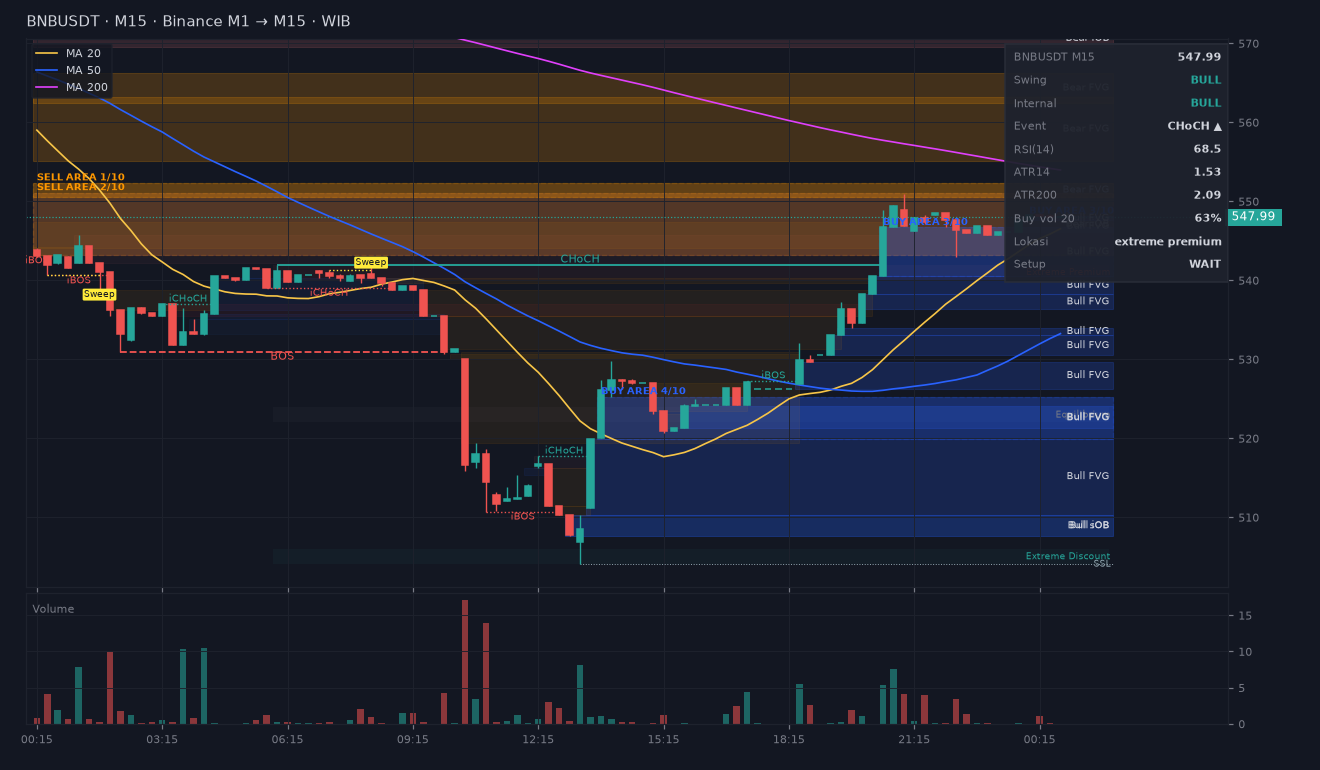 BNBUSDT · M15 · Binance M1 → M15 · WIB
MA 20
MA 50
MA 200
BNBUSDT M15 547.99
Swing BULL
Internal BULL
Event CHoCH ▲
RSI(14) 68.5
ATR14 1.53
ATR200 2.09
Buy vol 20 63%
Lokasi extreme premium
Setup WAIT
570
560
550
547.99
540
530
520
510
SELL AREA 1/10
SELL AREA 2/10
iBOS
Sweep
iCHoCH
BOS
Sweep
iCHoCH
CHoCH
iBOS
iCHoCH
BUY AREA 4/10
iBOS
Bull FVG
Bull FVG
Bull FVG
Bull FVG
Bull FVG
Bull FVG
Bull FVG
Bull sOB
Extreme Discount
SSL
Volume
15
10
5
0
00:15
03:15
06:15
09:15
12:15
15:15
18:15
21:15
00:15